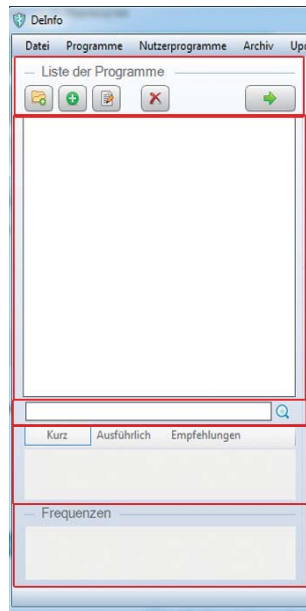 DeInfo
Datei Programme Nutzerprogramme Archiv
Liste der Programme
Kurz Ausführlich Empfehlungen
Frequenzen